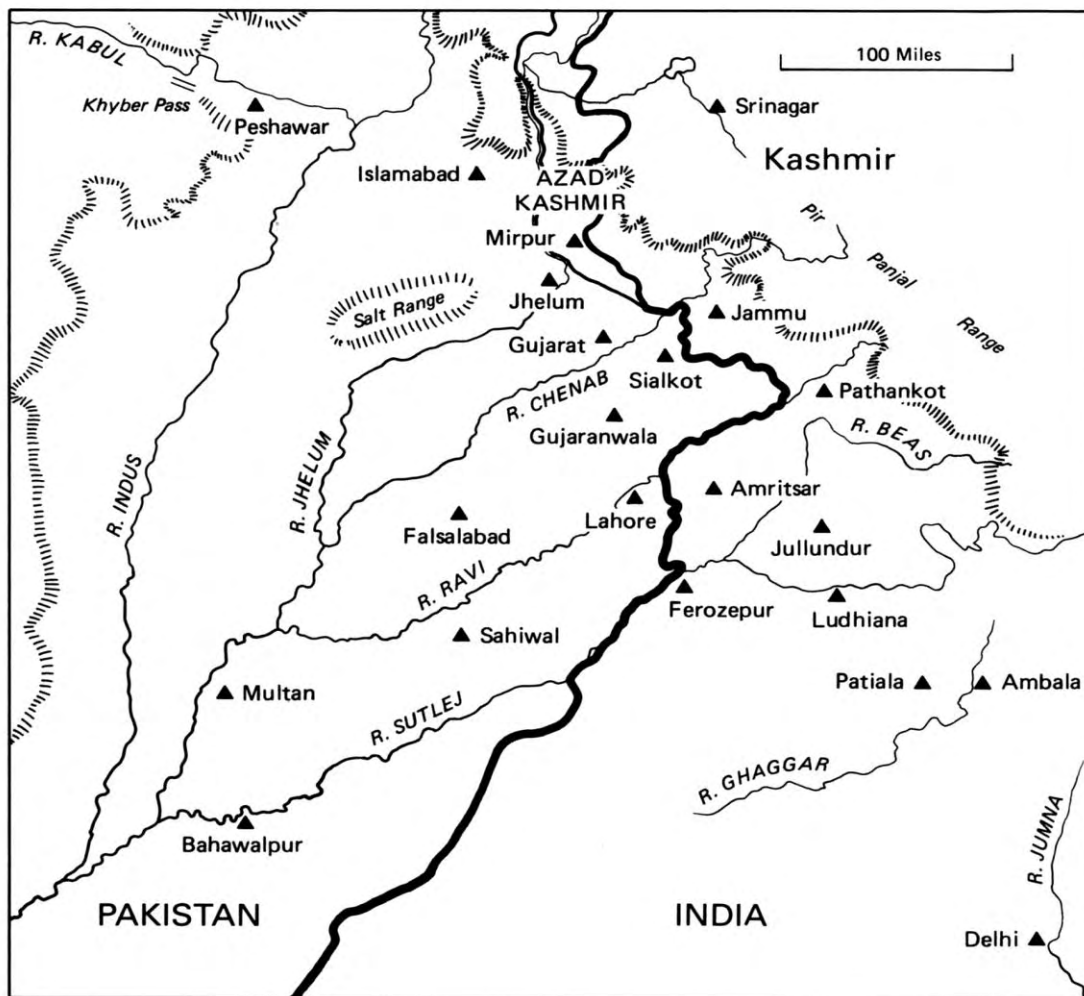 R. KABUL
100 Miles
Khyber Pass
Peshawar
Srinagar
Kashmir
Islamabad
AZAD
KASHMIR
Pir
Panjal
Range
Mirpur
Jhelum
Salt Range
Jammu
Gujarat
Sialkot
R. CHENAB
Pathankot
Gujaranwala
R. BEAS
R. INDUS
R. JHELUM
Amritsar
Lahore
Falsalabad
Jullundur
R. RAVI
Ferozepur
Ludhiana
Sahiwal
Multan
Patiala
Ambala
R. SUTLEJ
R. GHAGGAR
Bahawalpur
R. JUMNA
PAKISTAN
INDIA
Delhi